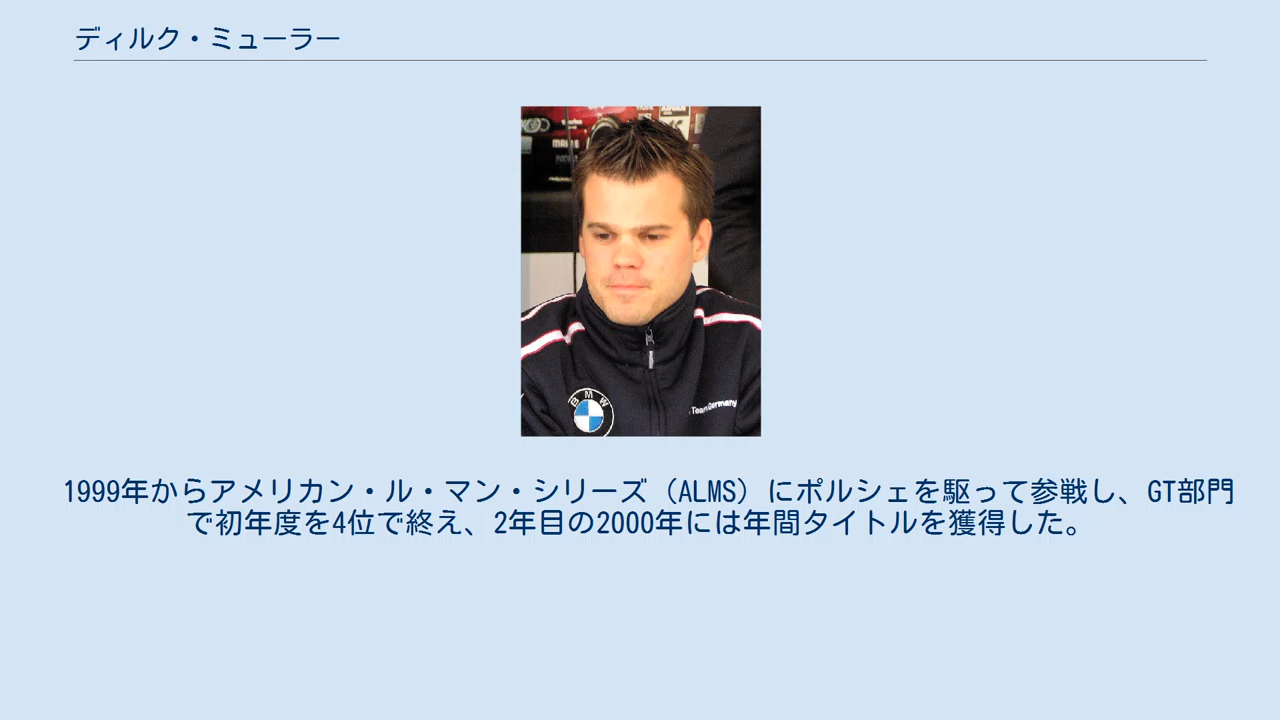 ディルク・ミューラー
BMW
Team Germany
1999年からアメリカン・ル・マン・シリーズ（ALMS）にポルシェを駆って参戦し、GT部門
で初年度を4位で終え、2年目の2000年には年間タイトルを獲得した。